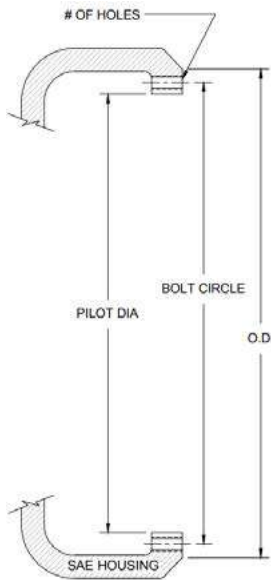 # OF HOLES
BOLT CIRCLE
PILOT DIA
O.D
SAE HOUSING